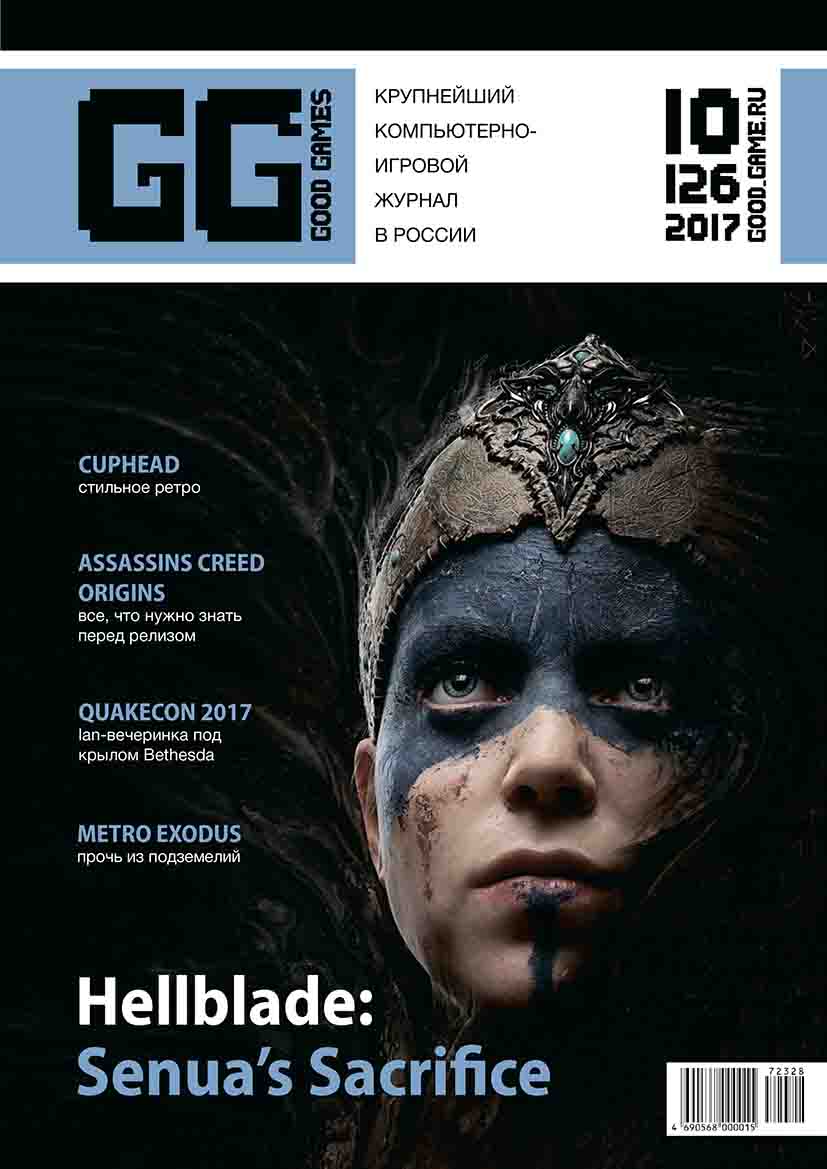 GG
GOOD GAMES
КРУПНЕЙШИЙ
КОМПЬЮТЕРНО-
ИГРОВОЙ
ЖУРНАЛ
В РОССИИ
10
126
2017
GOOD.GAME.RU
CUPHEAD
стильное ретро
ASSASSINS CREED
ORIGINS
все, что нужно знать
перед релизом
QUAKECON 2017
lan-вечеринка под
крылом Bethesda
METRO EXODUS
прочь из подземелий
Hellblade:
Senua’s Sacrifice
72328
4 690568 000015